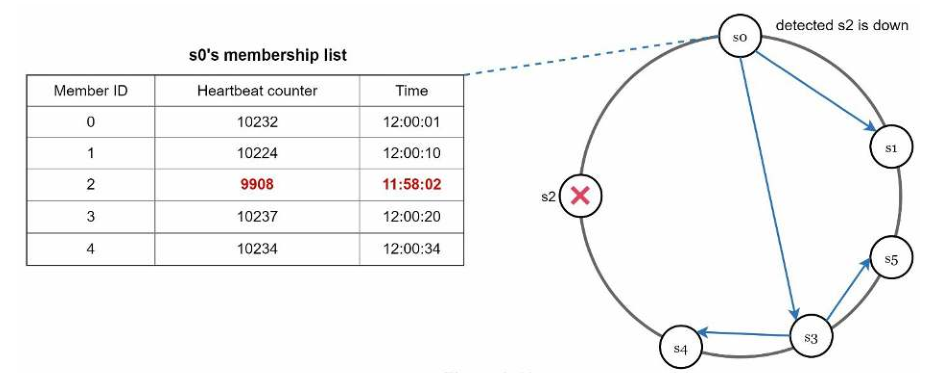 detected s2 is down
s0's membership list
Member ID Heartbeat counter Time
0 10232 12:00:01
1 10224 12:00:10
2 9908 11:58:02
3 10237 12:00:20
4 10234 12:00:34
s0
s1
s2
s5
s3
s4